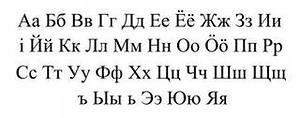 Аа Бб Вв Гг Дд Ее Ёё Жж Зз Ии
і Йй Кк Лл Мм Нн Оо Ӧӧ Пп Рр
Сс Тт Уу Фф Хх Цц Чч Шш Щщ
ъ Ыы ь Ээ Юю Яя